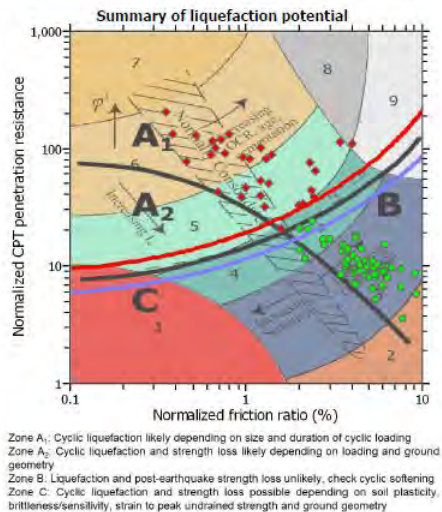 Summary of liquefaction potential
1,000
7
8
9
φ'
Increasing
OCR, age,
cementation
Normally
Consolidated
100
A₁
6
A₂
Increasing
5
B
10
4
C
3
2
1
0.1
1
10
Normalized CPT penetration resistance
Normalized friction ratio (%)
Zone A₁: Cyclic liquefaction likely depending on size and duration of cyclic loading
Zone A₂: Cyclic liquefaction and strength loss likely depending on loading and ground
geometry
Zone B: Liquefaction and post-earthquake strength loss unlikely, check cyclic softening
Zone C: Cyclic liquefaction and strength loss possible depending on soil plasticity,
brittleness/sensitivity, strain to peak undrained strength and ground geometry